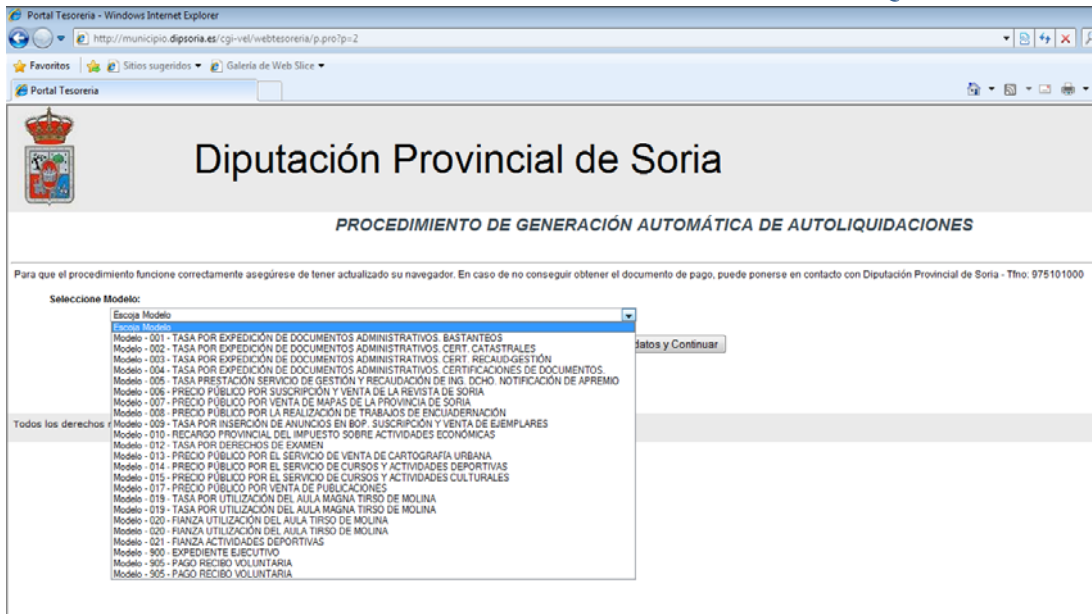 Portal Tesoreria - Windows Internet Explorer
http://municipio.dipsoria.es/cgi-vel/webtesoreria/p.pro?p=2
Favoritos Sitios sugeridos Galería de Web Slice
Portal Tesoreria
Diputación Provincial de Soria
PROCEDIMIENTO DE GENERACIÓN AUTOMÁTICA DE AUTOLIQUIDACIONES
Para que el procedimiento funcione correctamente asegúrese de tener actualizado su navegador. En caso de no conseguir obtener el documento de pago, puede ponerse en contacto con Diputación Provincial de Soria - Tfno: 975101000
Seleccione Modelo:
Escoja Modelo
Escoja Modelo
Modelo - 001 - TASA POR EXPEDICIÓN DE DOCUMENTOS ADMINISTRATIVOS. BASTANTEOS
Modelo - 002 - TASA POR EXPEDICIÓN DE DOCUMENTOS ADMINISTRATIVOS. CERT. CATASTRALES
datos y Continuar
Modelo - 003 - TASA POR EXPEDICIÓN DE DOCUMENTOS ADMINISTRATIVOS. CERT. RECAUD-GESTIÓN
Modelo - 004 - TASA POR EXPEDICIÓN DE DOCUMENTOS ADMINISTRATIVOS. CERTIFICACIONES DE DOCUMENTOS.
Modelo - 005 - TASA PRESTACIÓN SERVICIO DE GESTIÓN Y RECAUDACIÓN DE ING. DCHO. NOTIFICACIÓN DE APREMIO
Modelo - 006 - PRECIO PÚBLICO POR SUSCRIPCIÓN Y VENTA DE LA REVISTA DE SORIA
Modelo - 007 - PRECIO PÚBLICO POR VENTA DE MAPAS DE LA PROVINCIA DE SORIA
Modelo - 008 - PRECIO PÚBLICO POR LA REALIZACIÓN DE TRABAJOS DE ENCUADERNACIÓN
Todos los derechos
Modelo - 009 - TASA POR INSERCIÓN DE ANUNCIOS EN BOP. SUSCRIPCIÓN Y VENTA DE EJEMPLARES
Modelo - 010 - RECARGO PROVINCIAL DEL IMPUESTO SOBRE ACTIVIDADES ECONÓMICAS
Modelo - 012 - TASA POR DERECHOS DE EXAMEN
Modelo - 013 - PRECIO PÚBLICO POR EL SERVICIO DE VENTA DE CARTOGRAFÍA URBANA
Modelo - 014 - PRECIO PÚBLICO POR EL SERVICIO DE CURSOS Y ACTIVIDADES DEPORTIVAS
Modelo - 015 - PRECIO PÚBLICO POR EL SERVICIO DE CURSOS Y ACTIVIDADES CULTURALES
Modelo - 017 - PRECIO PÚBLICO POR VENTA DE PUBLICACIONES
Modelo - 019 - TASA POR UTILIZACIÓN DEL AULA MAGNA TIRSO DE MOLINA
Modelo - 019 - TASA POR UTILIZACIÓN DEL AULA MAGNA TIRSO DE MOLINA
Modelo - 020 - FIANZA UTILIZACIÓN DEL AULA TIRSO DE MOLINA
Modelo - 020 - FIANZA UTILIZACIÓN DEL AULA TIRSO DE MOLINA
Modelo - 021 - FIANZA ACTIVIDADES DEPORTIVAS
Modelo - 900 - EXPEDIENTE EJECUTIVO
Modelo - 905 - PAGO RECIBO VOLUNTARIA
Modelo - 905 - PAGO RECIBO VOLUNTARIA